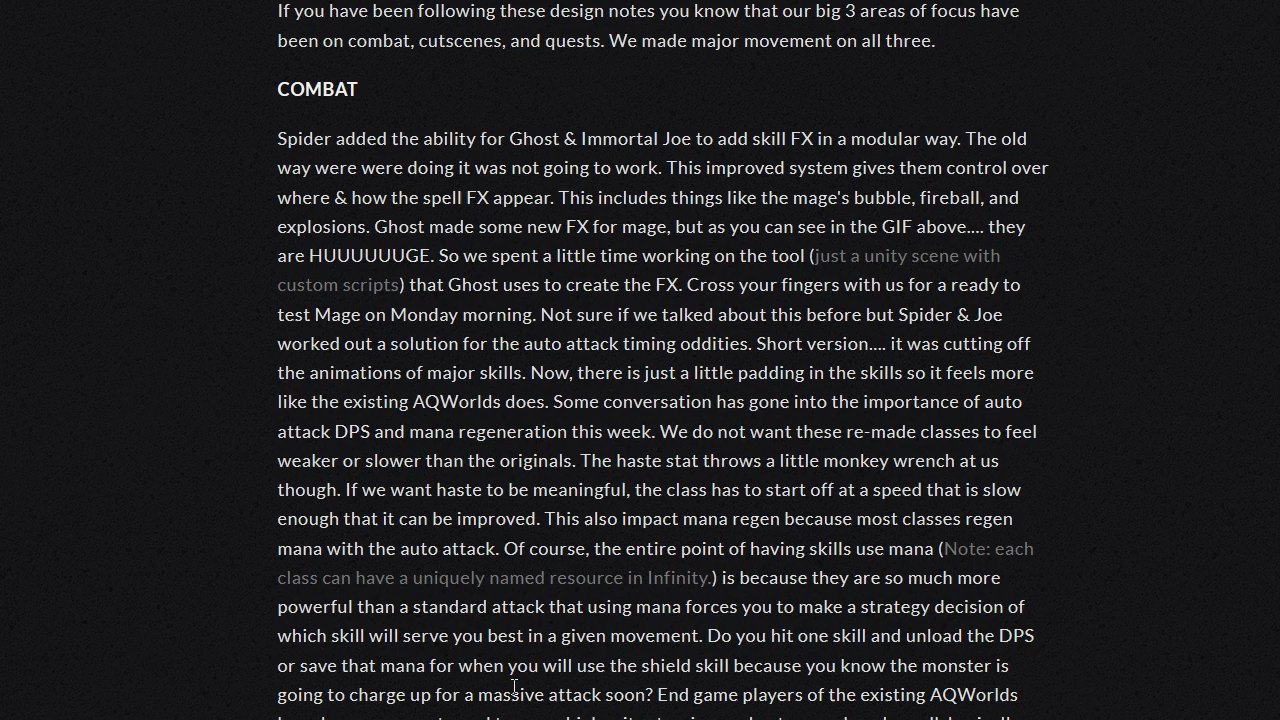 If you have been following these design notes you know that our big 3 areas of focus have
been on combat, cutscenes, and quests. We made major movement on all three.
COMBAT
Spider added the ability for Ghost & Immortal Joe to add skill FX in a modular way. The old
way were were doing it was not going to work. This improved system gives them control over
where & how the spell FX appear. This includes things like the mage's bubble, fireball, and
explosions. Ghost made some new FX for mage, but as you can see in the GIF above.... they
are HUUUUUUGE. So we spent a little time working on the tool (just a unity scene with
custom scripts) that Ghost uses to create the FX. Cross your fingers with us for a ready to
test Mage on Monday morning. Not sure if we talked about this before but Spider & Joe
worked out a solution for the auto attack timing oddities. Short version.... it was cutting off
the animations of major skills. Now, there is just a little padding in the skills so it feels more
like the existing AQWorlds does. Some conversation has gone into the importance of auto
attack DPS and mana regeneration this week. We do not want these re-made classes to feel
weaker or slower than the originals. The haste stat throws a little monkey wrench at us
though. If we want haste to be meaningful, the class has to start off at a speed that is slow
enough that it can be improved. This also impact mana regen because most classes regen
mana with the auto attack. Of course, the entire point of having skills use mana (Note: each
class can have a uniquely named resource in Infinity.) is because they are so much more
powerful than a standard attack that using mana forces you to make a strategy decision of
which skill will serve you best in a given movement. Do you hit one skill and unload the DPS
or save that mana for when you will use the shield skill because you know the monster is
going to charge up for a massive attack soon? End game players of the existing AQWorlds